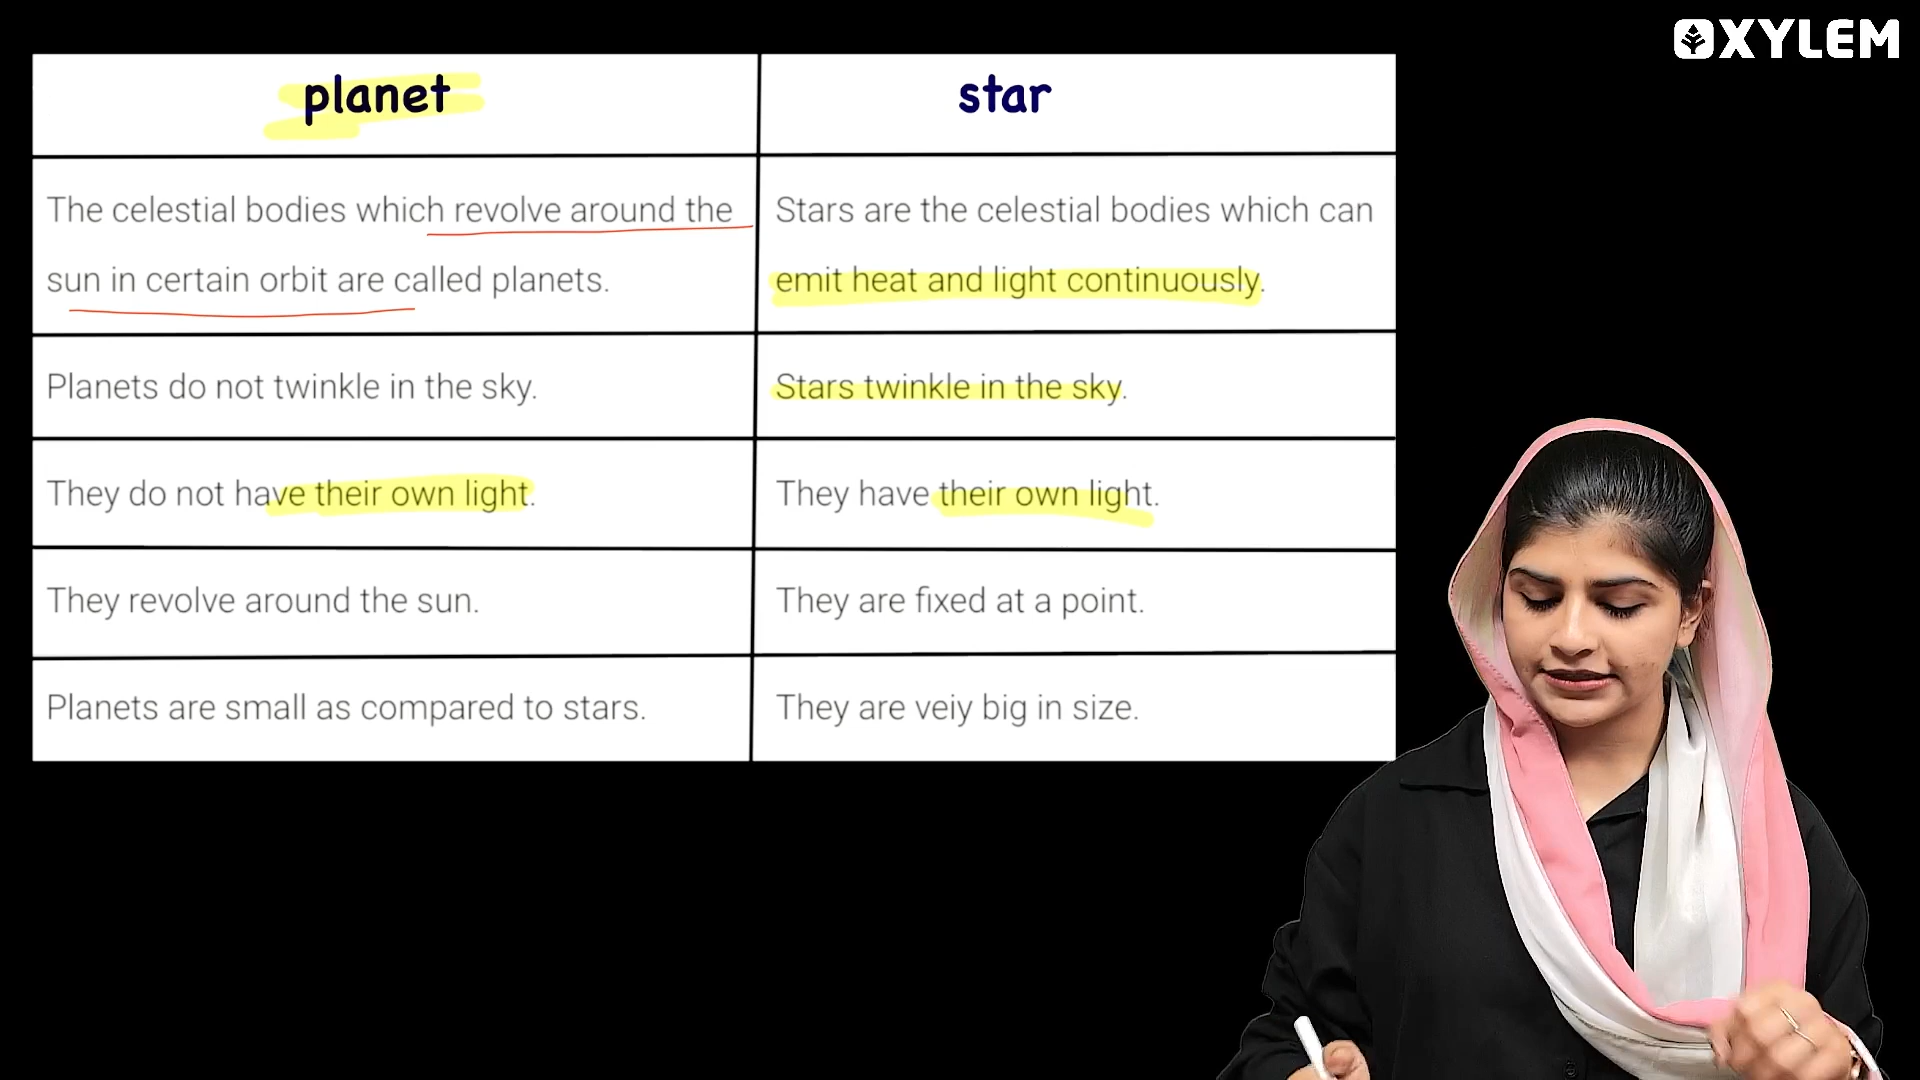 XYLEM
planet star
The celestial bodies which revolve around the
sun in certain orbit are called planets.
Stars are the celestial bodies which can
emit heat and light continuously.
Planets do not twinkle in the sky.
Stars twinkle in the sky.
They do not have their own light.
They have their own light.
They revolve around the sun.
They are fixed at a point.
Planets are small as compared to stars.
They are veiy big in size.